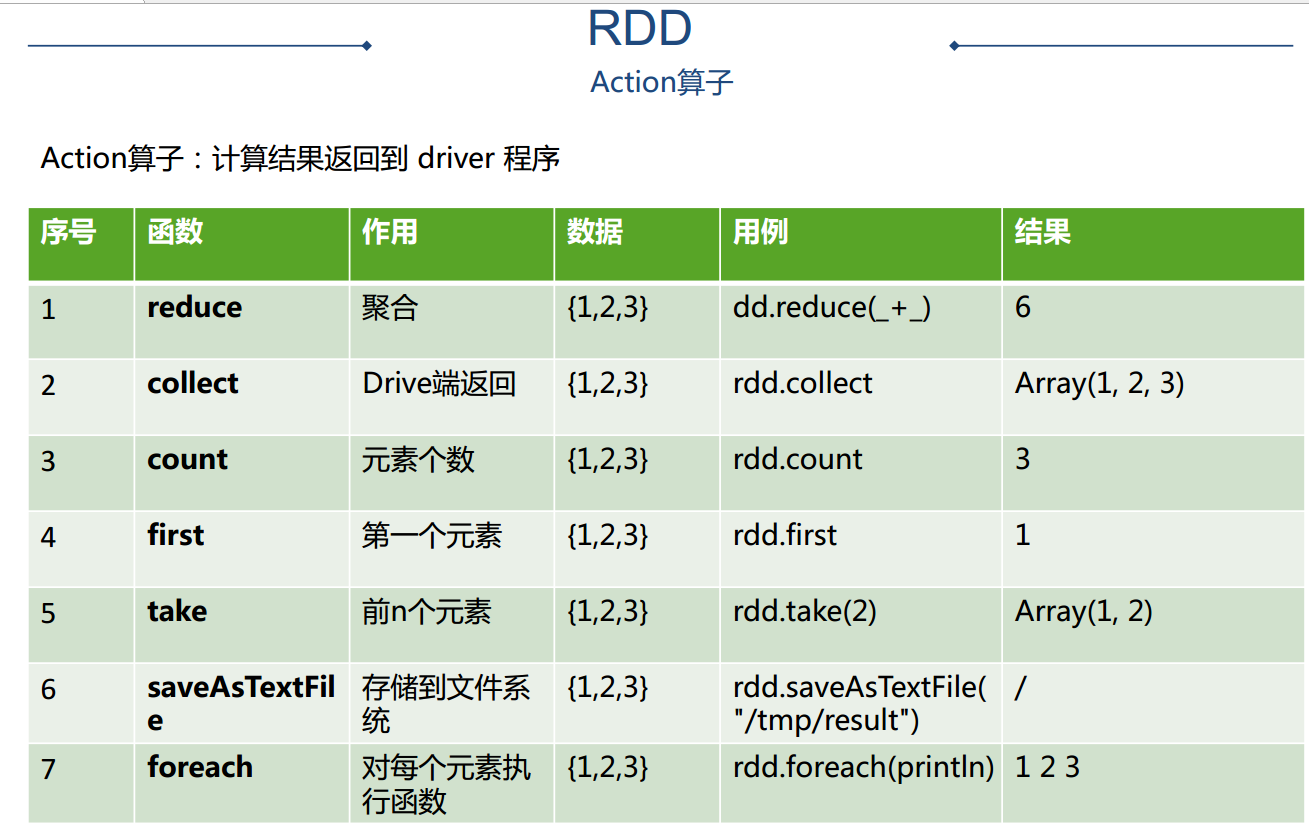 RDD
Action算子
Action算子：计算结果返回到 driver 程序
序号 函数 作用 数据 用例 结果
1 reduce 聚合 {1,2,3} dd.reduce(_+_) 6
2 collect Drive端返回 {1,2,3} rdd.collect Array(1, 2, 3)
3 count 元素个数 {1,2,3} rdd.count 3
4 first 第一个元素 {1,2,3} rdd.first 1
5 take 前n个元素 {1,2,3} rdd.take(2) Array(1, 2)
6 saveAsTextFil 存储到文件系 {1,2,3} rdd.saveAsTextFile( /
e 统 "/tmp/result")
7 foreach 对每个元素执 {1,2,3} rdd.foreach(println) 1 2 3
行函数